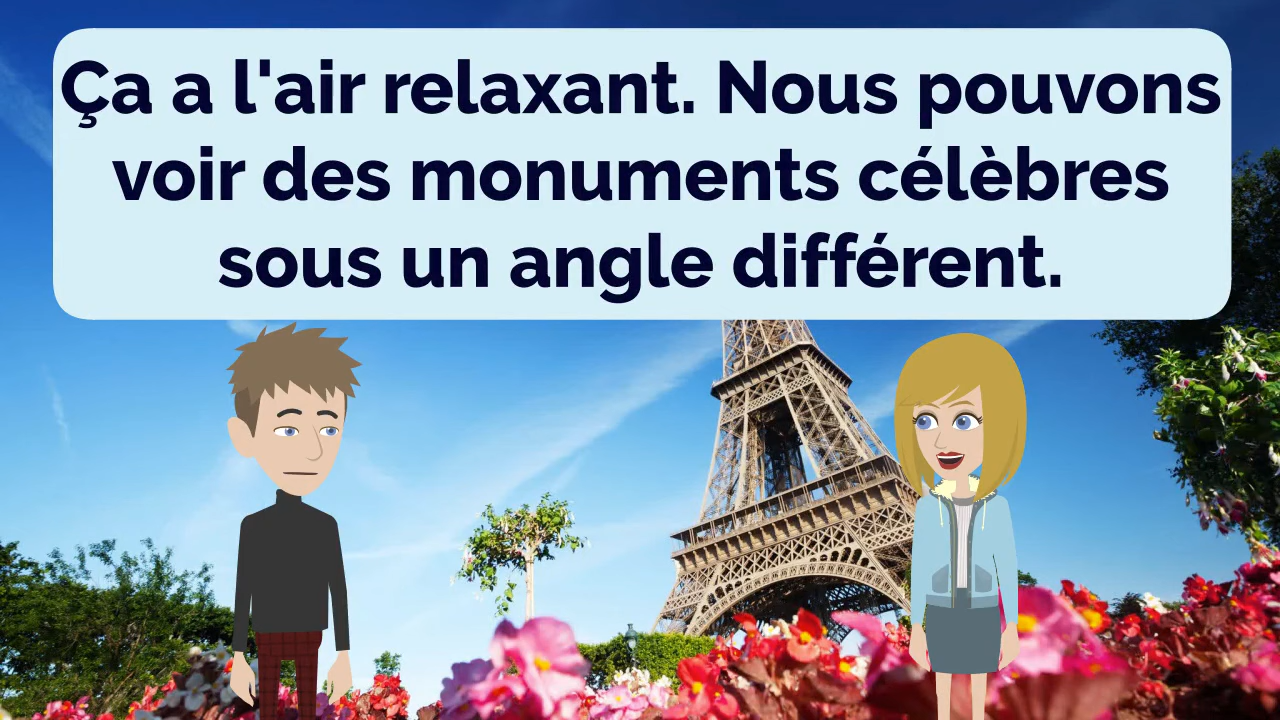 Ça a l'air relaxant. Nous pouvons
voir des monuments célèbres
sous un angle différent.